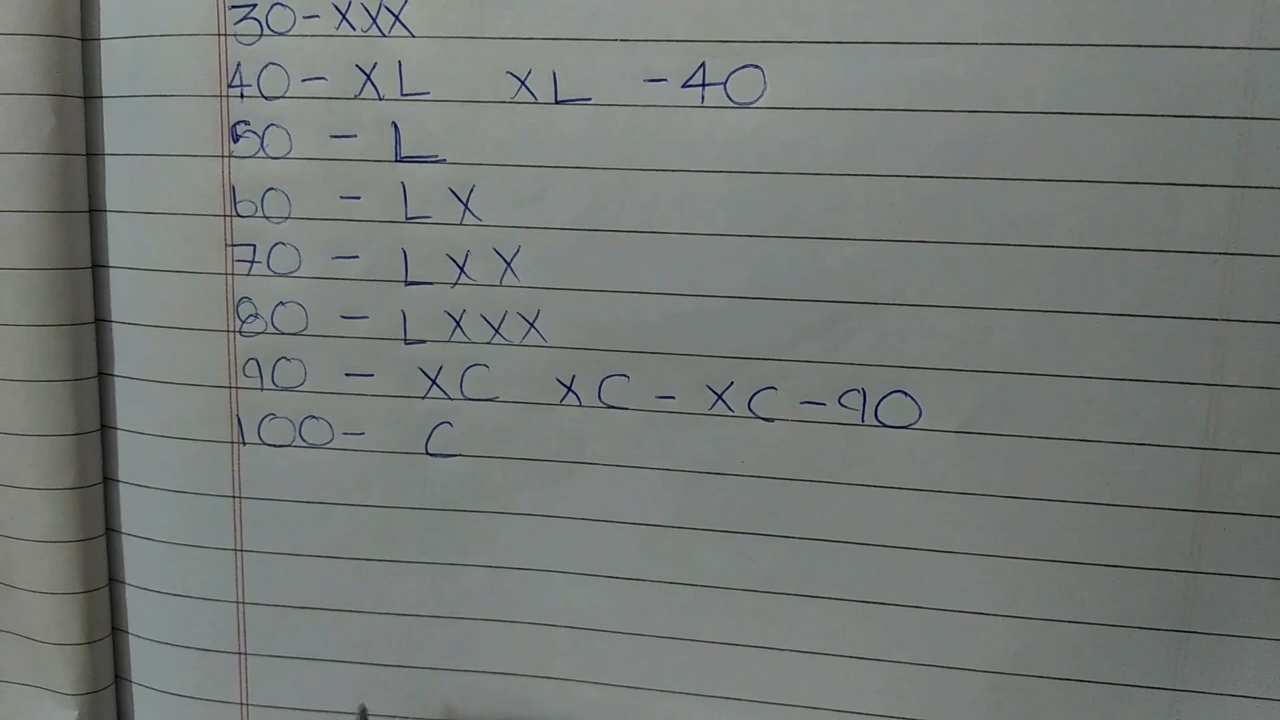 30-XXX
40- XL XL -40
50 - L
60 - LX
70 - LXX
80 - LXXX
90 - XC XC - XC -90
100- C